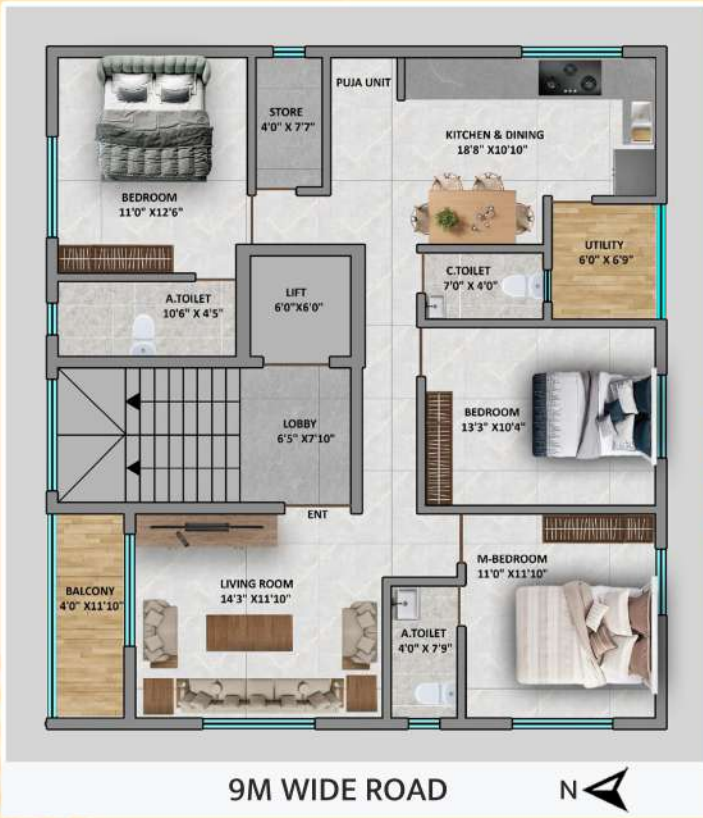 PUJA UNIT
STORE
4'0" X 7'7"
KITCHEN & DINING
18'8" X10'10"
BEDROOM
11'0" X12'6"
UTILITY
6'0" X 6'9"
C.TOILET
7'0" X 4'0"
A.TOILET
10'6" X 4'5"
LIFT
6'0"X6'0"
LOBBY
6'5" X7'10"
BEDROOM
13'3" X10'4"
ENT
BALCONY
4'0" X11'10"
LIVING ROOM
14'3" X11'10"
M-BEDROOM
11'0" X11'10"
A.TOILET
4'0" X 7'9"
9M WIDE ROAD
N